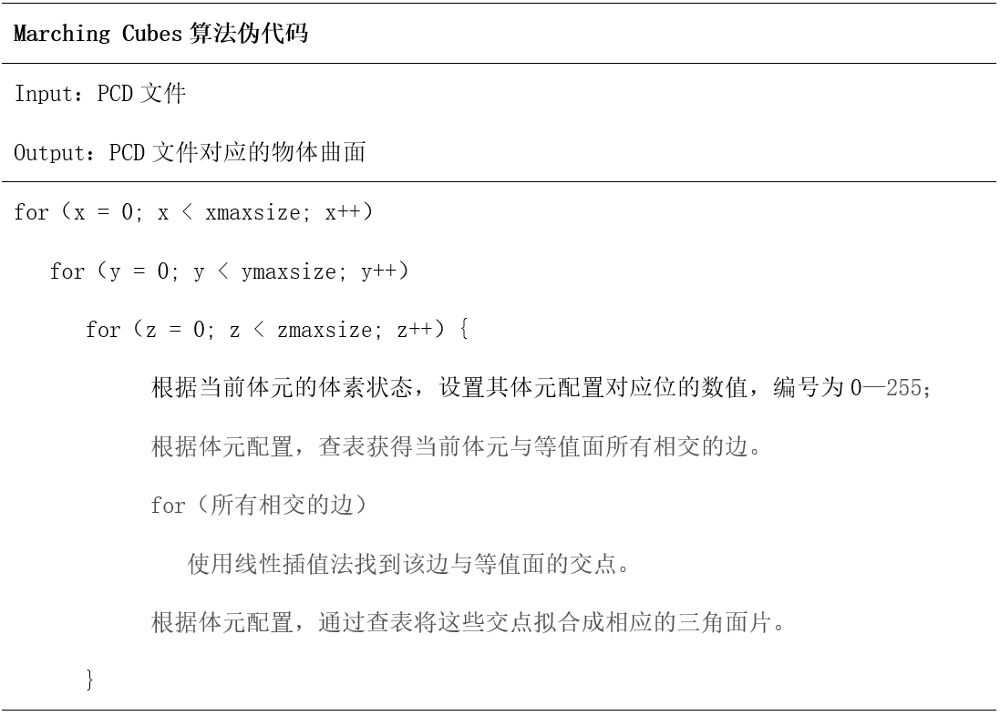 Marching Cubes 算法伪代码
Input：PCD 文件
Output：PCD 文件对应的物体曲面
for（x = 0; x < xmaxsize; x++）
for（y = 0; y < ymaxsize; y++）
for（z = 0; z < zmaxsize; z++）{
根据当前体元的体素状态，设置其体元配置对应位的数值，编号为 0—255；
根据体元配置，查表获得当前体元与等值面所有相交的边。
for（所有相交的边）
使用线性插值法找到该边与等值面的交点。
根据体元配置，通过查表将这些交点拟合成相应的三角面片。
}